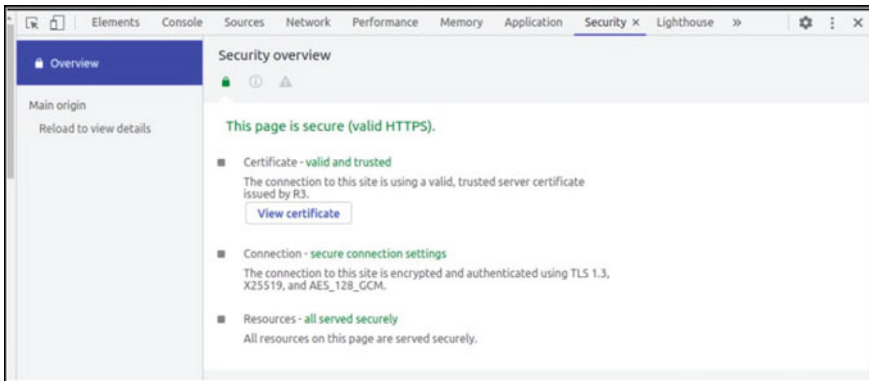 Elements Console Sources Network Performance Memory Application Security × Lighthouse »
Overview
Main origin
Reload to view details
Security overview
This page is secure (valid HTTPS).
Certificate - valid and trusted
The connection to this site is using a valid, trusted server certificate
issued by R3.
View certificate
Connection - secure connection settings
The connection to this site is encrypted and authenticated using TLS 1.3,
X25519, and AES_128_GCM.
Resources - all served securely
All resources on this page are served securely.